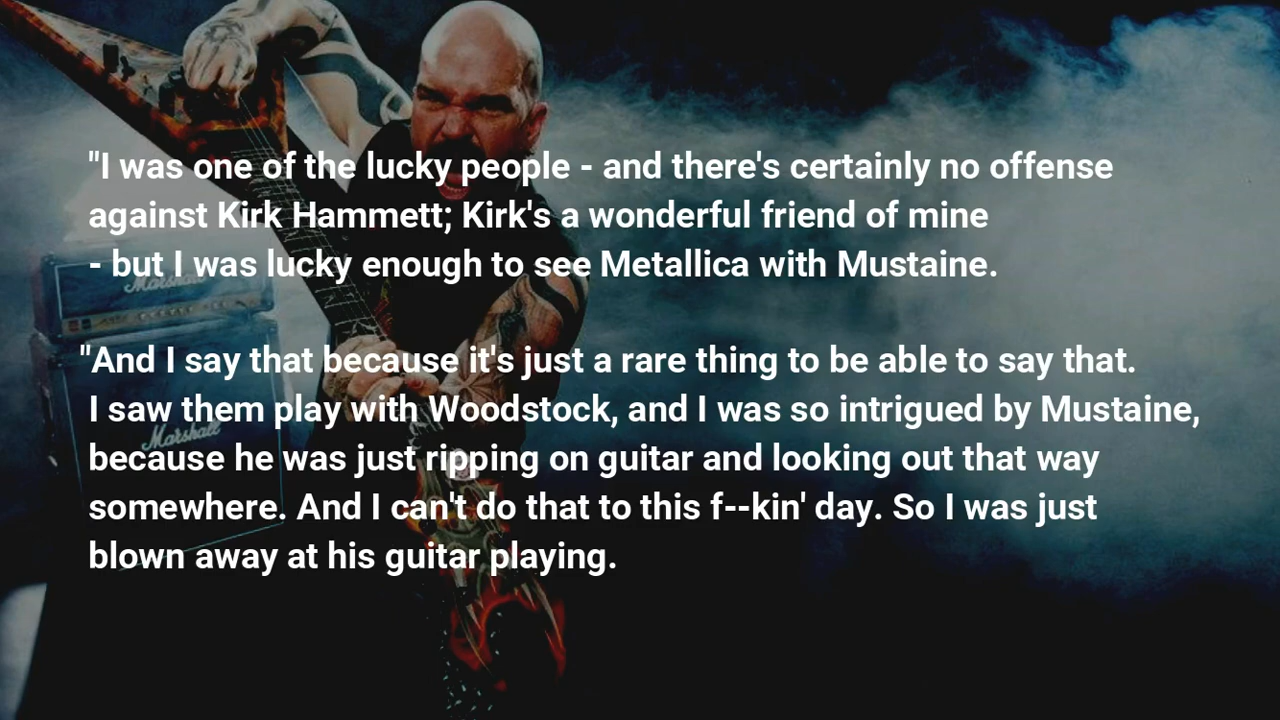 "I was one of the lucky people - and there's certainly no offense
against Kirk Hammett; Kirk's a wonderful friend of mine
- but I was lucky enough to see Metallica with Mustaine.
"And I say that because it's just a rare thing to be able to say that.
I saw them play with Woodstock, and I was so intrigued by Mustaine,
because he was just ripping on guitar and looking out that way
somewhere. And I can't do that to this f--kin' day. So I was just
blown away at his guitar playing.
Marshall
Marshall